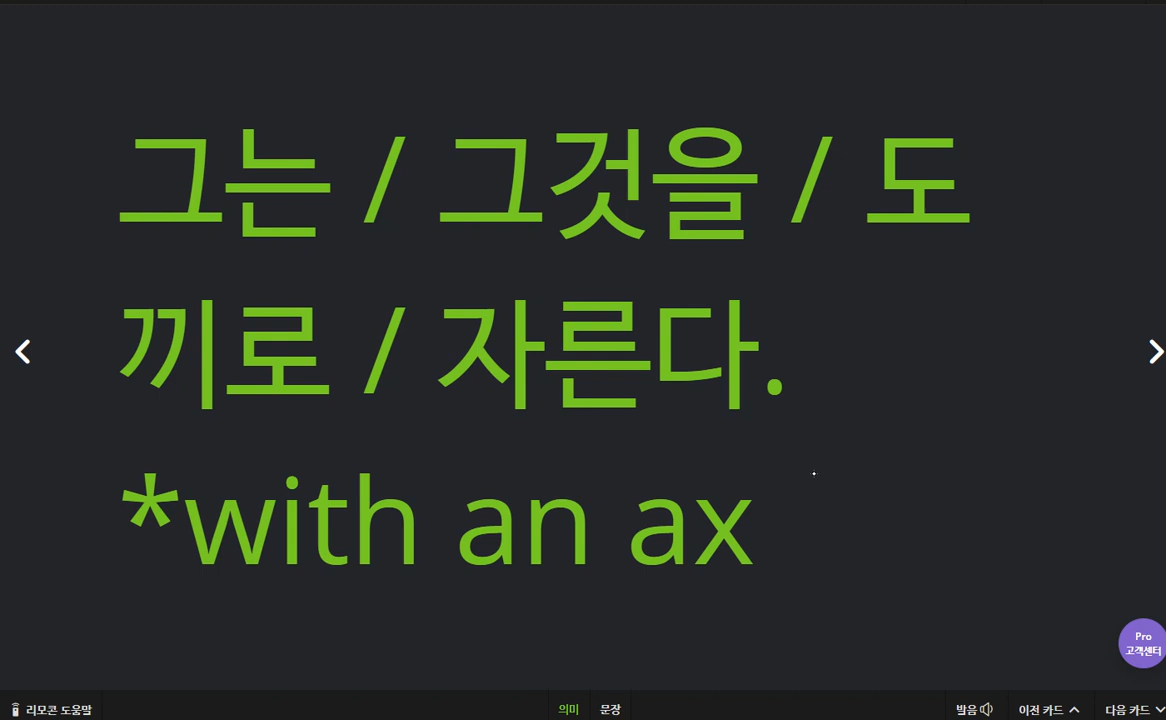 그는 / 그것을 / 도
끼로 / 자른다.
*with an ax
Pro
고객센터
리모콘 도움말
의미
문장
발음
이전 카드
다음 카드